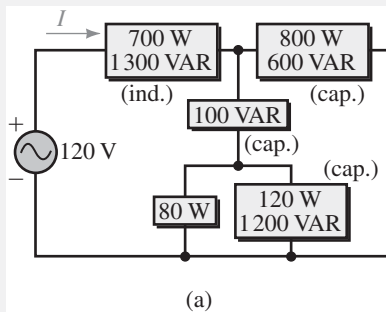 I
700 W
1300 VAR
(ind.)
800 W
600 VAR
(cap.)
100 VAR
(cap.)
+
120 V
−
80 W
120 W
1200 VAR
(cap.)
(a)